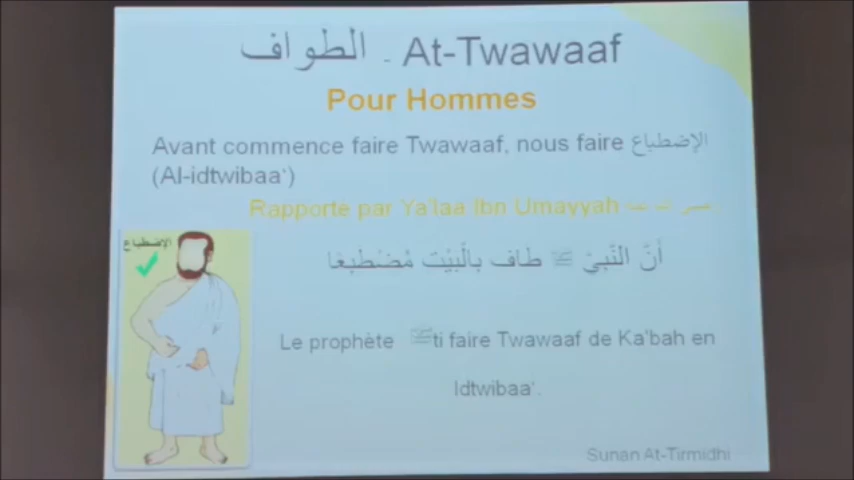 الطواف - At-Twawaaf
Pour Hommes
Avant commence faire Twawaaf, nous faire الإضطباع
(Al-idtwibaa')
Rapporte par Ya'laa Ibn Umayyah
الإضطباع
أَنَّ النَّبِيَّ ﷺ طَافَ بِالْبَيْتِ مُضْطَبِعًا
Le prophète ﷺ ti faire Twawaaf de Ka'bah en
Idtwibaa'.
Sunan At-Tirmidhi